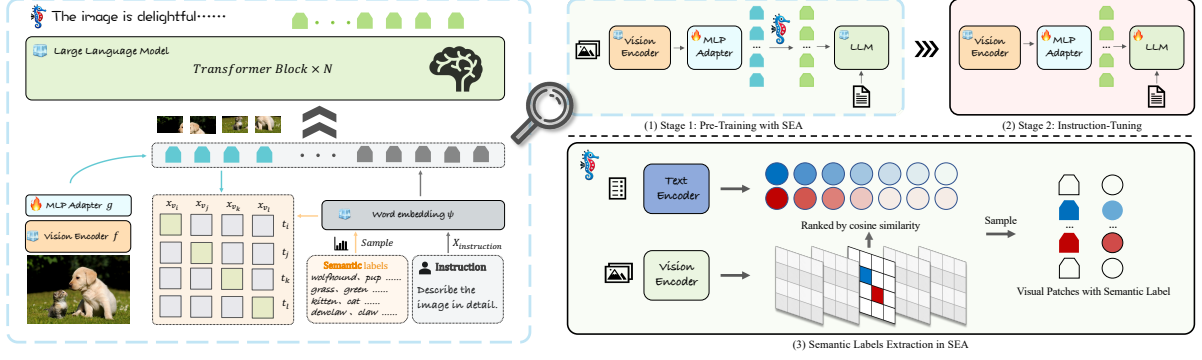 The image is delightful······
Large Language Model
Transformer Block × N
MLP Adapter g
Vision Encoder f
x_{v_i} x_{v_j} x_{v_k} x_{v_l}
t_i
t_j
t_k
t_l
Word embedding ψ
Sample
X_{instruction}
Semantic labels
wolfhound、pup ······
grass、green ······
kitten、cat ······
dewclaw、claw ······
Instruction
Describe the
image in detail.
Vision
Encoder
MLP
Adapter
LLM
(1) Stage 1: Pre-Training with SEA
Vision
Encoder
MLP
Adapter
LLM
(2) Stage 2: Instruction-Tuning
Text
Encoder
Ranked by cosine similarity
Vision
Encoder
Sample
Visual Patches with Semantic Label
(3) Semantic Labels Extraction in SEA